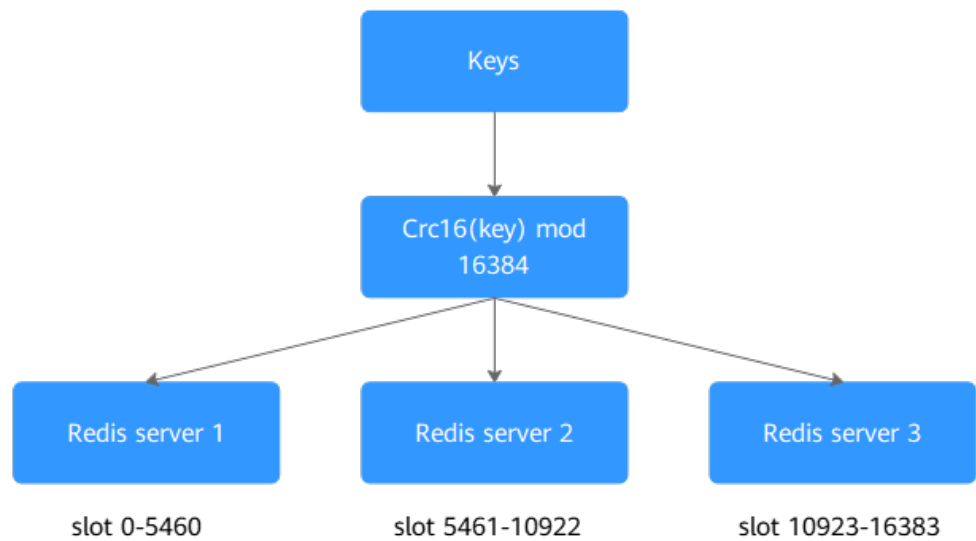 Keys
Crc16(key) mod
16384
Redis server 1
Redis server 2
Redis server 3
slot 0-5460
slot 5461-10922
slot 10923-16383